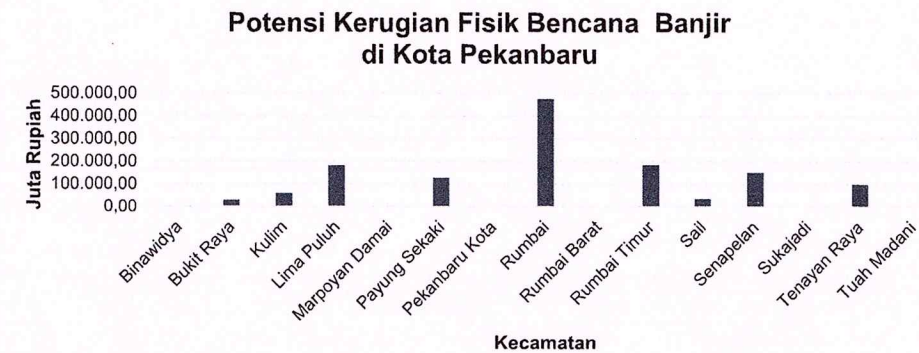 Potensi Kerugian Fisik Bencana Banjir
di Kota Pekanbaru
Juta Rupiah
500.000,00
400.000,00
300.000,00
200.000,00
100.000,00
0,00
Binawidya
Bukit Raya
Kulim
Lima Puluh
Marpoyan Damai
Payung Sekaki
Pekanbaru Kota
Rumbai
Rumbai Barat
Rumbai Timur
Sail
Senapelan
Sukajadi
Tenayan Raya
Tuah Madani
Kecamatan